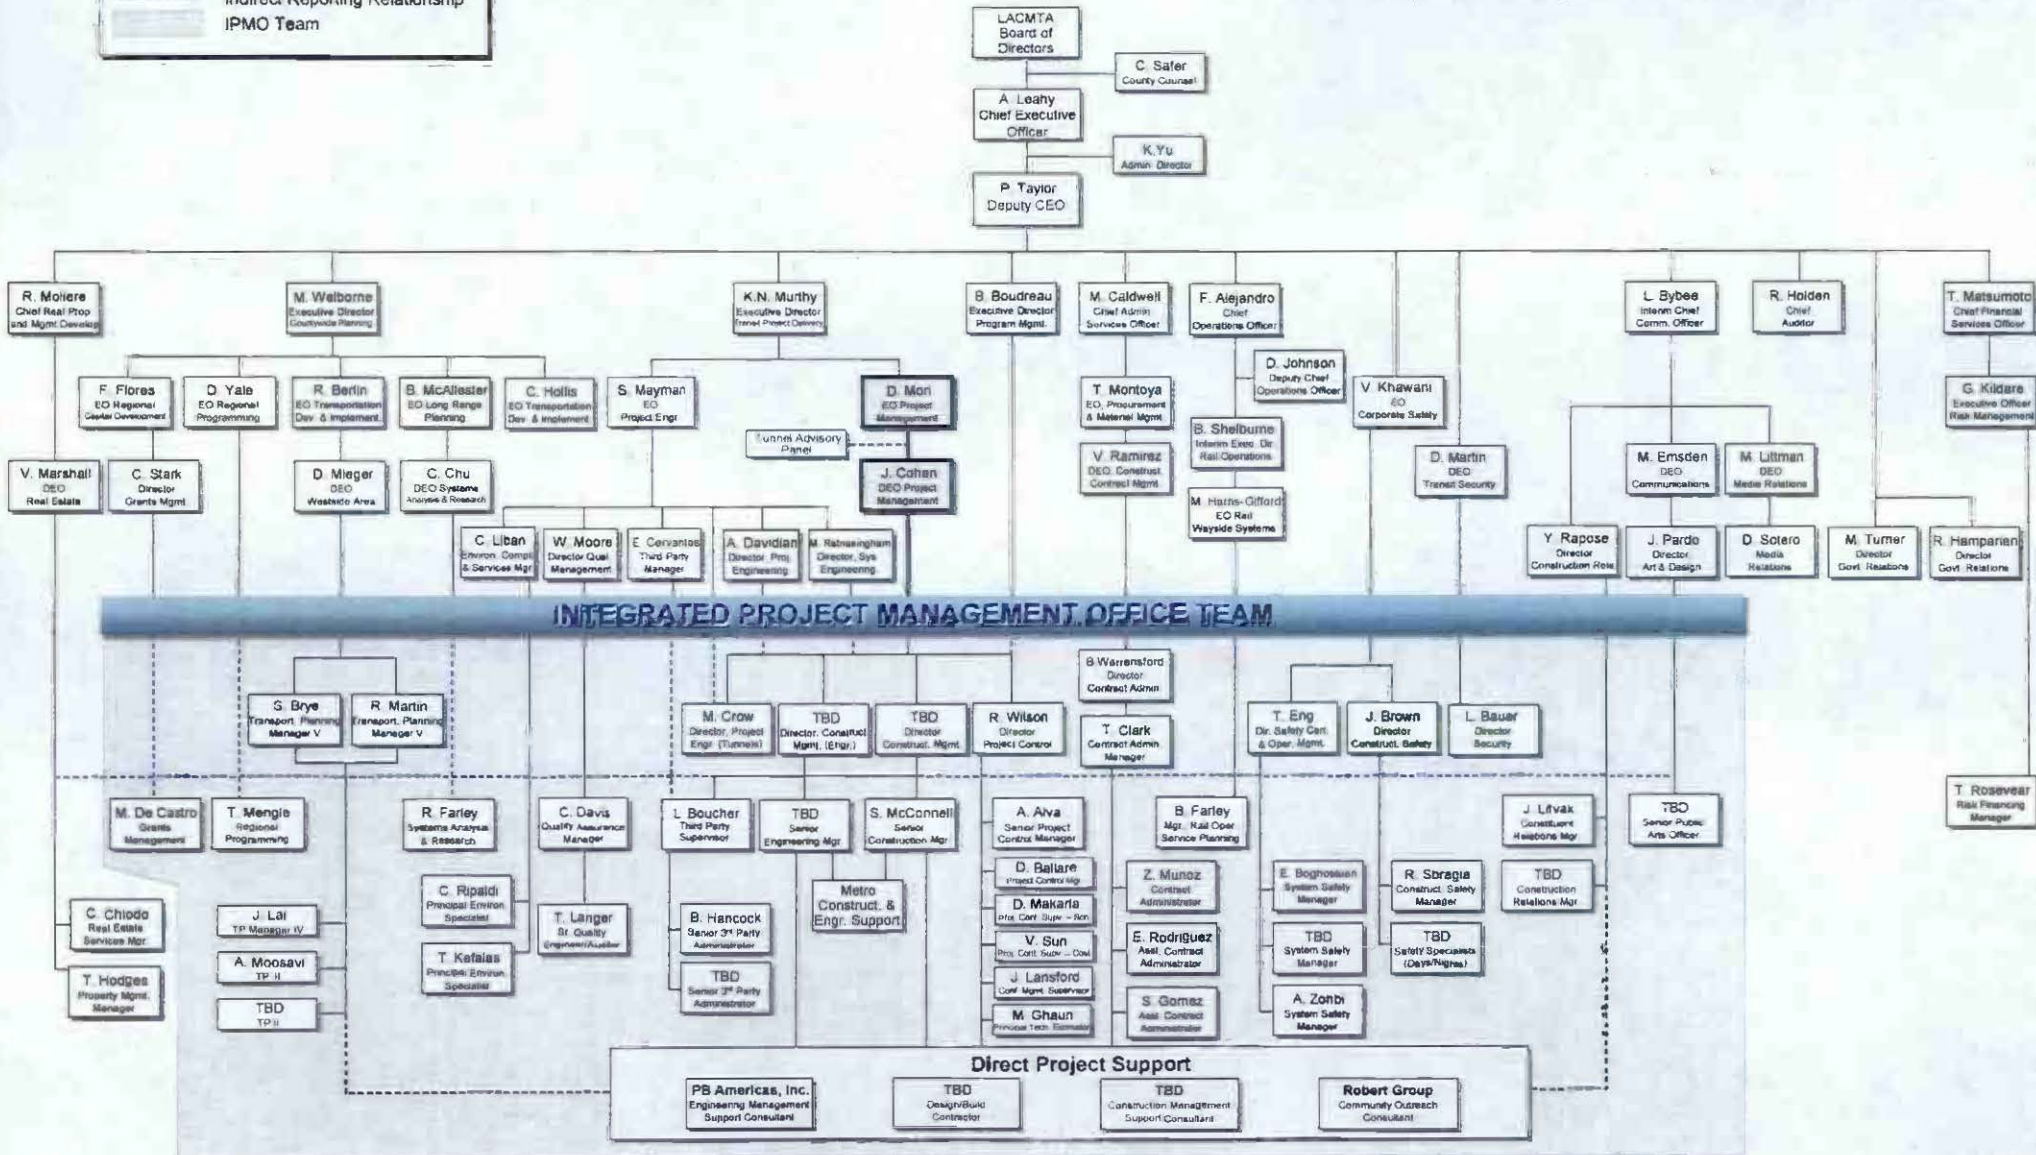 Indirect Reporting Relationship
IPMO Team
LACMTA
Board of
Directors
C. Safer
County Counsel
A. Leahy
Chief Executive
Officer
K.Yu
Admin. Director
P. Taylor
Deputy CEO
R. Moliere
Chief Real Prop
and Mgmt Develop
M. Welborne
Executive Director
Countywide Planning
K.N. Murthy
Executive Director
Transit Project Delivery
B. Boudreau
Executive Director
Program Mgmt.
M. Caldwell
Chief Admin
Services Officer
F. Alejandro
Chief
Operations Officer
L. Bybee
Interim Chief
Comm. Officer
R. Holden
Chief
Auditor
T. Matsumoto
Chief Financial
Services Officer
F. Flores
EO Regional
Capital Development
D. Yale
EO Regional
Programming
R. Berlin
EO Transportation
Dev. & Implement
B. McAllester
EO Long Range
Planning
C. Hollis
EO Transportation
Dev. & Implement
S. Mayman
EO
Project Engr
D. Mori
EO Project
Management
Tunnel Advisory
Panel
D. Johnson
Deputy Chief
Operations Officer
T. Montoya
EO, Procurement
& Material Mgmt
V. Khawani
EO
Corporate Safety
G. Kildare
Executive Officer
Risk Management
B. Shelburne
Interim Exec. Dir.
Rail Operations
V. Marshall
DEO
Real Estate
C. Stark
Director
Grants Mgmt
D. Mieger
DEO
Westside Area
C. Chu
DEO Systems
Analysis & Research
J. Cohen
DEO Project
Management
V. Ramirez
DEO, Construct.
Contract Mgmt
D. Martin
DEO
Transit Security
M. Emsden
DEO
Communications
M. Littman
DEO
Media Relations
M. Harris-Gifford
EO Rail
Wayside Systems
C. Liban
Environ. Compl.
& Services Mgr
W. Moore
Director Qual.
Management
E. Cervantes
Third Party
Manager
A. Davidian
Director, Proj.
Engineering
M. Ratnasingham
Director, Sys.
Engineering
Y. Rapose
Director
Construction Rela.
J. Pardo
Director
Art & Design
D. Sotero
Media
Relations
M. Turner
Director
Govt. Relations
R. Hamparian
Director
Govt. Relations
INTEGRATED PROJECT MANAGEMENT OFFICE TEAM
B Warrensford
Director
Contract Admin
S. Brye
Transport. Planning
Manager V
R. Martin
Transport. Planning
Manager V
M. Crow
Director, Project
Engr (Tunnels)
TBD
Director, Construct
Mgmt. (Engr.)
TBD
Director
Construct. Mgmt.
R. Wilson
Director
Project Control
T. Clark
Contract Admin
Manager
T. Eng
Dir. Safety Cert.
& Oper. Mgmt.
J. Brown
Director
Construct. Safety
L. Bauer
Director
Security
M. De Castro
Grants
Management
T. Mengle
Regional
Programming
R. Farley
Systems Analysis
& Research
C. Davis
Quality Assurance
Manager
L Boucher
Third Party
Supervisor
TBD
Senior
Engineering Mgr
S. McConnell
Senior
Construction Mgr
A. Alva
Senior Project
Control Manager
B. Farley
Mgr. Rail Oper
Service Planning
J. Litvak
Constituent
Relations Mgr
TBD
Senior Public
Arts Officer
T. Rosevear
Risk Financing
Manager
D. Ballare
Project Control Mgr
Z. Munoz
Contract
Administrator
E. Boghossian
System Safety
Manager
R. Sbragia
Construct. Safety
Manager
TBD
Construction
Relations Mgr
C. Ripaldi
Principal Environ
Specialist
Metro
Construct. &
Engr. Support
C. Chiodo
Real Estate
Services Mgr.
J. Lai
TP Manager IV
T. Langer
Sr. Quality
Engineer/Auditor
B. Hancock
Senior 3rd Party
Administrator
D. Makarla
Proj. Cont. Supv – Sch
E. Rodriguez
Asst. Contract
Administrator
TBD
System Safety
Manager
TBD
Safety Specialists
(Days/Nights)
V. Sun
Proj. Cont. Supv – Cost
A. Moosavi
TP II
T. Kefalas
Principal Environ
Specialist
T. Hodges
Property Mgmt.
Manager
TBD
Senior 3rd Party
Administrator
J Lansford
Conf Mgmt. Supervisor
S. Gomez
Asst. Contract
Administrator
A. Zohbi
System Safety
Manager
TBD
TP II
M. Ghaun
Principal Tech. Estimator
Direct Project Support
PB Americas, Inc.
Engineering Management
Support Consultant
TBD
Design/Build
Contractor
TBD
Construction Management
Support Consultant
Robert Group
Community Outreach
Consultant